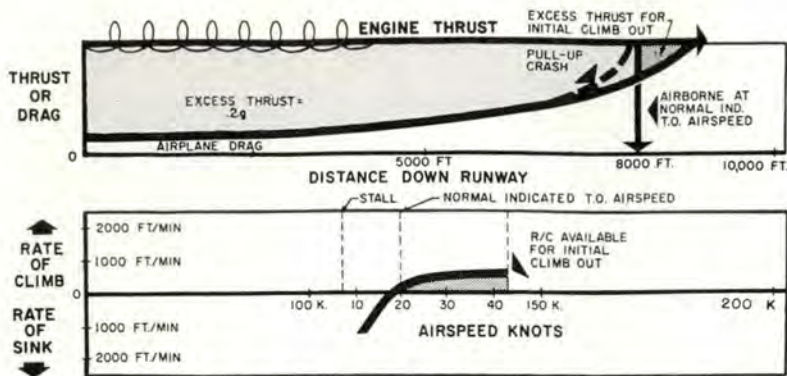 ENGINE THRUST
EXCESS THRUST FOR
INITIAL CLIMB OUT
THRUST
OR
DRAG
PULL-UP
CRASH
EXCESS THRUST=
.2g
AIRBORNE AT
NORMAL IND.
T.O. AIRSPEED
AIRPLANE DRAG
0
5000 FT
8000 FT.
10,000 FT.
DISTANCE DOWN RUNWAY
STALL
NORMAL INDICATED T.O. AIRSPEED
RATE
OF
CLIMB
2000 FT/MIN
1000 FT/MIN
R/C AVAILABLE
FOR INITIAL
CLIMB OUT
0
100 K.
10
20
30
40
150 K.
200 K
RATE
OF
SINK
1000 FT./MIN
2000 FT/MIN
AIRSPEED KNOTS